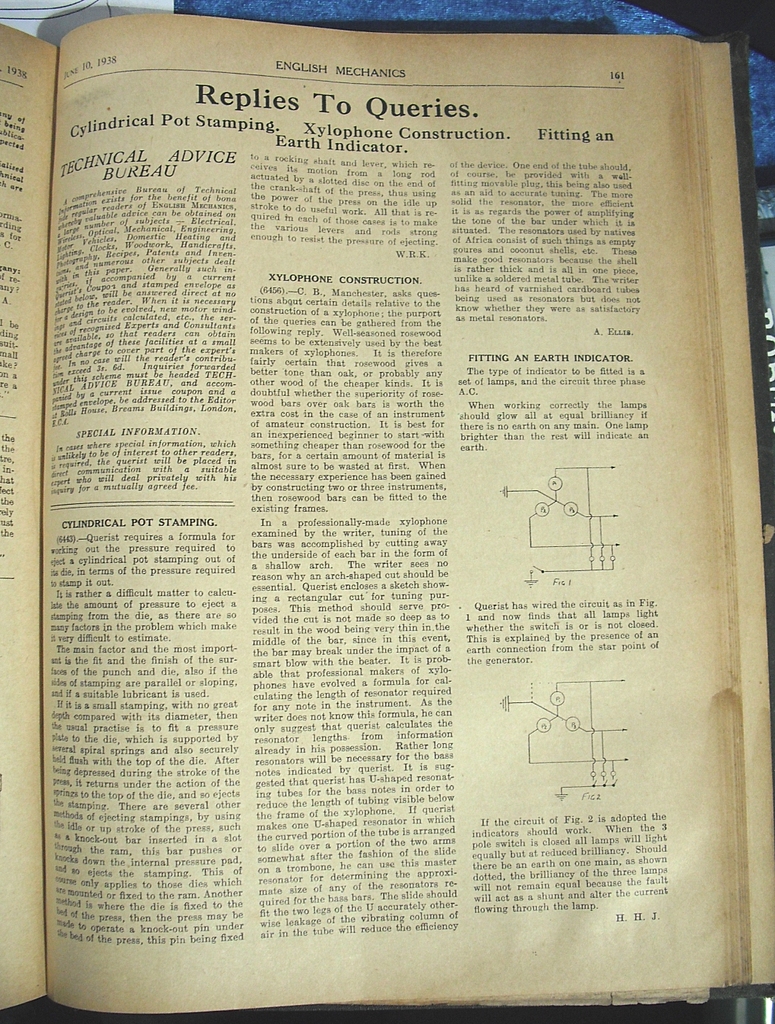 JUNE 10, 1938
ENGLISH MECHANICS
161
Replies To Queries.
Cylindrical Pot Stamping. Xylophone Construction. Fitting an
Earth Indicator.
TECHNICAL ADVICE
BUREAU
A comprehensive Bureau of Technical
Information exists for the benefit of bona
fide regular readers of ENGLISH MECHANICS,
whereby valuable advice can be obtained on
a large number of subjects — Electrical,
Wireless, Optical, Mechanical, Engineering,
Motor Vehicles, Domestic Heating and
Lighting, Clocks, Woodwork, Handicrafts,
Photography, Recipes, Patents and Inven-
tions, and numerous other subjects dealt
with in this paper. Generally such in-
quiries, if accompanied by a current
Querist's Coupon and stamped envelope as
stated below, will be answered direct at no
charge to the reader. When it is necessary
for a design to be evolved, new motor wind-
ings and circuits calculated, etc., the ser-
vices of recognised Experts and Consultants
are available, so that readers can obtain
the advantage of these facilities at a small
agreed charge to cover part of the expert's
fee. In no case will the reader's contribu-
tion exceed 3s. 6d. Inquiries forwarded
under this scheme must be headed TECH-
NICAL ADVICE BUREAU, and accom-
panied by a current issue coupon and a
stamped envelope, be addressed to the Editor
at Rolls House, Breams Buildings, London,
E.C.4.
SPECIAL INFORMATION.
In cases where special information, which
is unlikely to be of interest to other readers,
is required, the querist will be placed in
direct communication with a suitable
expert who will deal privately with his
inquiry for a mutually agreed fee.
CYLINDRICAL POT STAMPING.
(6443).—Querist requires a formula for
working out the pressure required to
eject a cylindrical pot stamping out of
its die, in terms of the pressure required
to stamp it out.
It is rather a difficult matter to calcu-
late the amount of pressure to eject a
stamping from the die, as there are so
many factors in the problem which make
it very difficult to estimate.
The main factor and the most import-
ant is the fit and the finish of the sur-
faces of the punch and die, also if the
sides of stamping are parallel or sloping,
and if a suitable lubricant is used.
If it is a small stamping, with no great
depth compared with its diameter, then
the usual practise is to fit a pressure
plate to the die, which is supported by
several spiral springs and also securely
held flush with the top of the die. After
being depressed during the stroke of the
press, it returns under the action of the
springs to the top of the die, and so ejects
the stamping. There are several other
methods of ejecting stampings, by using
the idle or up stroke of the press, such
as a knock-out bar inserted in a slot
through the ram, this bar pushes or
knocks down the internal pressure pad,
and so ejects the stamping. This of
course only applies to those dies which
are mounted or fixed to the ram. Another
method is where the die is fixed to the
bed of the press, then the press may be
made to operate a knock-out pin under
the bed of the press, this pin being fixed
to a rocking shaft and lever, which re-
ceives its motion from a long rod
actuated by a slotted disc on the end of
the crank-shaft of the press, thus using
the power of the press on the idle up
stroke to do useful work. All that is re-
quired in each of those cases is to make
the various levers and rods strong
enough to resist the pressure of ejecting.
W.R.K.
XYLOPHONE CONSTRUCTION.
(6456).—C. B., Manchester, asks ques-
tions about certain details relative to the
construction of a xylophone; the purport
of the queries can be gathered from the
following reply. Well-seasoned rosewood
seems to be extensively used by the best
makers of xylophones. It is therefore
fairly certain that rosewood gives a
better tone than oak, or probably any
other wood of the cheaper kinds. It is
doubtful whether the superiority of rose-
wood bars over oak bars is worth the
extra cost in the case of an instrument
of amateur construction. It is best for
an inexperienced beginner to start with
something cheaper than rosewood for the
bars, for a certain amount of material is
almost sure to be wasted at first. When
the necessary experience has been gained
by constructing two or three instruments,
then rosewood bars can be fitted to the
existing frames.
In a professionally-made xylophone
examined by the writer, tuning of the
bars was accomplished by cutting away
the underside of each bar in the form of
a shallow arch. The writer sees no
reason why an arch-shaped cut should be
essential. Querist encloses a sketch show-
ing a rectangular cut for tuning pur-
poses. This method should serve pro-
vided the cut is not made so deep as to
result in the wood being very thin in the
middle of the bar, since in this event,
the bar may break under the impact of a
smart blow with the beater. It is prob-
able that professional makers of xylo-
phones have evolved a formula for cal-
culating the length of resonator required
for any note in the instrument. As the
writer does not know this formula, he can
only suggest that querist calculates the
resonator lengths from information
already in his possession. Rather long
resonators will be necessary for the bass
notes indicated by querist. It is sug-
gested that querist has U-shaped resonat-
ing tubes for the bass notes in order to
reduce the length of tubing visible below
the frame of the xylophone. If querist
makes one U-shaped resonator in which
the curved portion of the tube is arranged
to slide over a portion of the two arms
somewhat after the fashion of the slide
on a trombone, he can use this master
resonator for determining the approxi-
mate size of any of the resonators re-
quired for the bass bars. The slide should
fit the two legs of the U accurately other-
wise leakage of the vibrating column of
air in the tube will reduce the efficiency
of the device. One end of the tube should,
of course, be provided with a well-
fitting movable plug, this being also used
as an aid to accurate tuning. The more
solid the resonator, the more efficient
it is as regards the power of amplifying
the tone of the bar under which it is
situated. The resonators used by natives
of Africa consist of such things as empty
goures and coconut shells, etc. These
make good resonators because the shell
is rather thick and is all in one piece,
unlike a soldered metal tube. The writer
has heard of varnished cardboard tubes
being used as resonators but does not
know whether they were as satisfactory
as metal resonators.
A. ELLIS.
FITTING AN EARTH INDICATOR.
The type of indicator to be fitted is a
set of lamps, and the circuit three phase
A.C.
When working correctly the lamps
should glow all at equal brilliancy if
there is no earth on any main. One lamp
brighter than the rest will indicate an
earth.
Fig 1
Querist has wired the circuit as in Fig.
1 and now finds that all lamps light
whether the switch is or is not closed.
This is explained by the presence of an
earth connection from the star point of
the generator.
Fig 2
If the circuit of Fig. 2 is adopted the
indicators should work. When the 3
pole switch is closed all lamps will light
equally but at reduced brilliancy. Should
there be an earth on one main, as shown
dotted, the brilliancy of the three lamps
will not remain equal because the fault
will act as a shunt and alter the current
flowing through the lamp.
H. H. J.